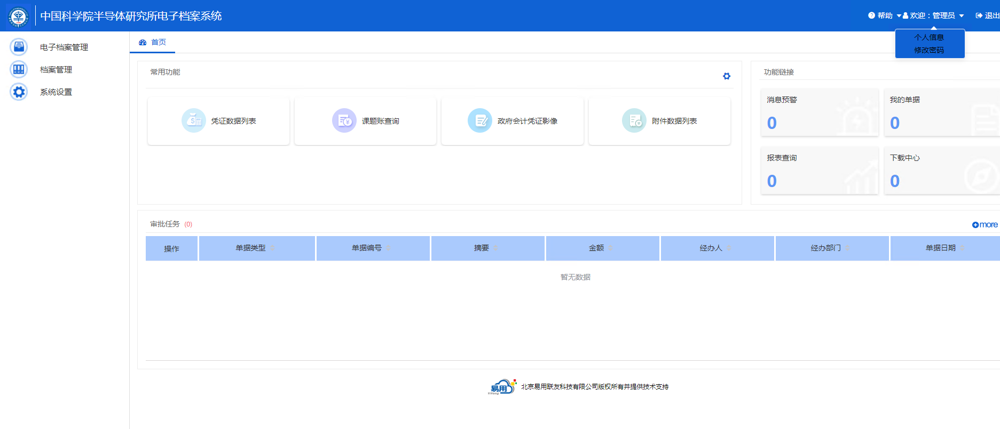 中国科学院半导体研究所电子档案系统
帮助
欢迎：管理员
退出
个人信息
修改密码
电子档案管理
档案管理
系统设置
首页
常用功能
凭证数据列表
课题账查询
政府会计凭证影像
附件数据列表
功能链接
消息预警
0
我的单据
0
报表查询
0
下载中心
0
审批任务 (0)
more
操作 单据类型 单据编号 摘要 金额 经办人 经办部门 单据日期
暂无数据
易用
北京易用联友科技有限公司版权所有并提供技术支持